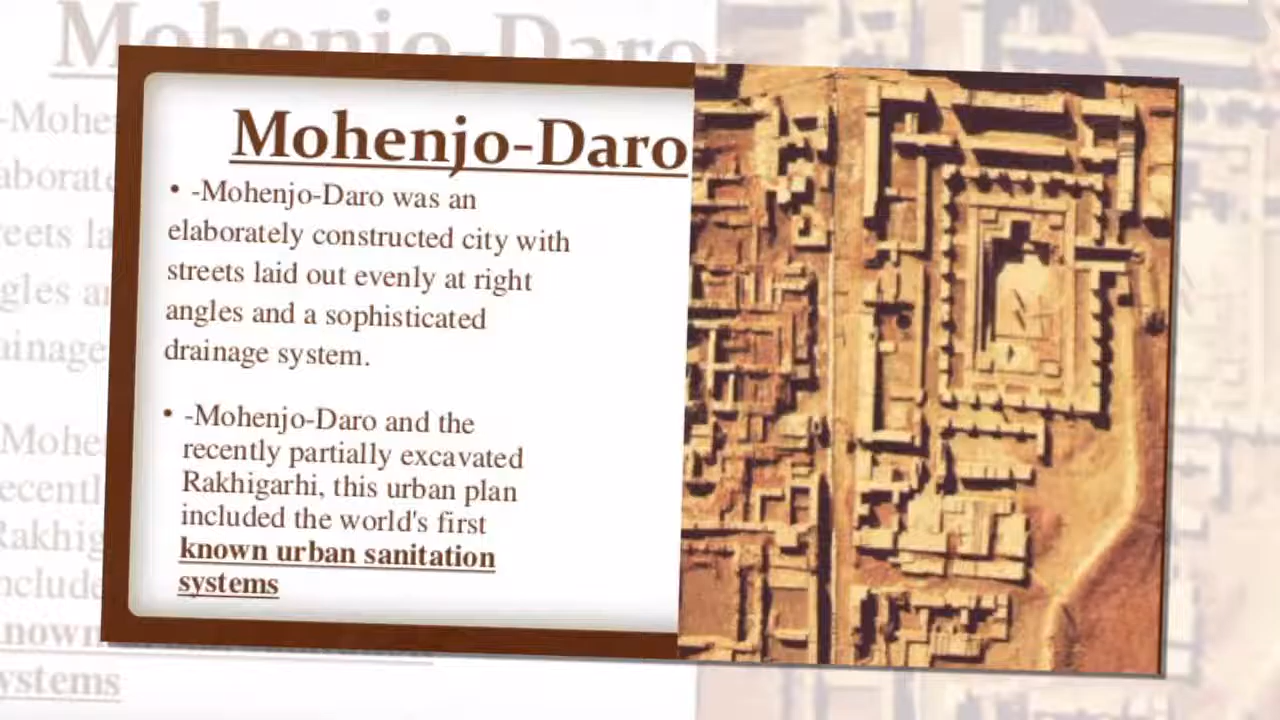 Mohenjo-Daro
• -Mohenjo-Daro was an
elaborately constructed city with
streets laid out evenly at right
angles and a sophisticated
drainage system.
• -Mohenjo-Daro and the
recently partially excavated
Rakhigarhi, this urban plan
included the world's first
known urban sanitation
systems